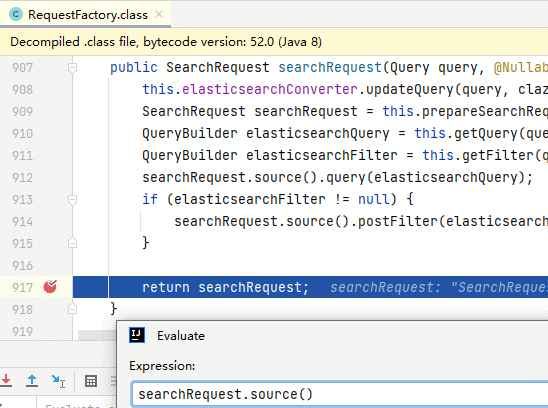 RequestFactory.class
Decompiled .class file, bytecode version: 52.0 (Java 8)
907 public SearchRequest searchRequest(Query query, @Nullab
908 this.elasticsearchConverter.updateQuery(query, claz
909 SearchRequest searchRequest = this.prepareSearchReq
910 QueryBuilder elasticsearchQuery = this.getQuery(que
911 QueryBuilder elasticsearchFilter = this.getFilter(q
912 searchRequest.source().query(elasticsearchQuery);
913 if (elasticsearchFilter != null) {
914 searchRequest.source().postFilter(elasticsearch
915 }
916
917 return searchRequest; searchRequest: "SearchReques
918 }
919
Evaluate
Expression:
searchRequest.source()